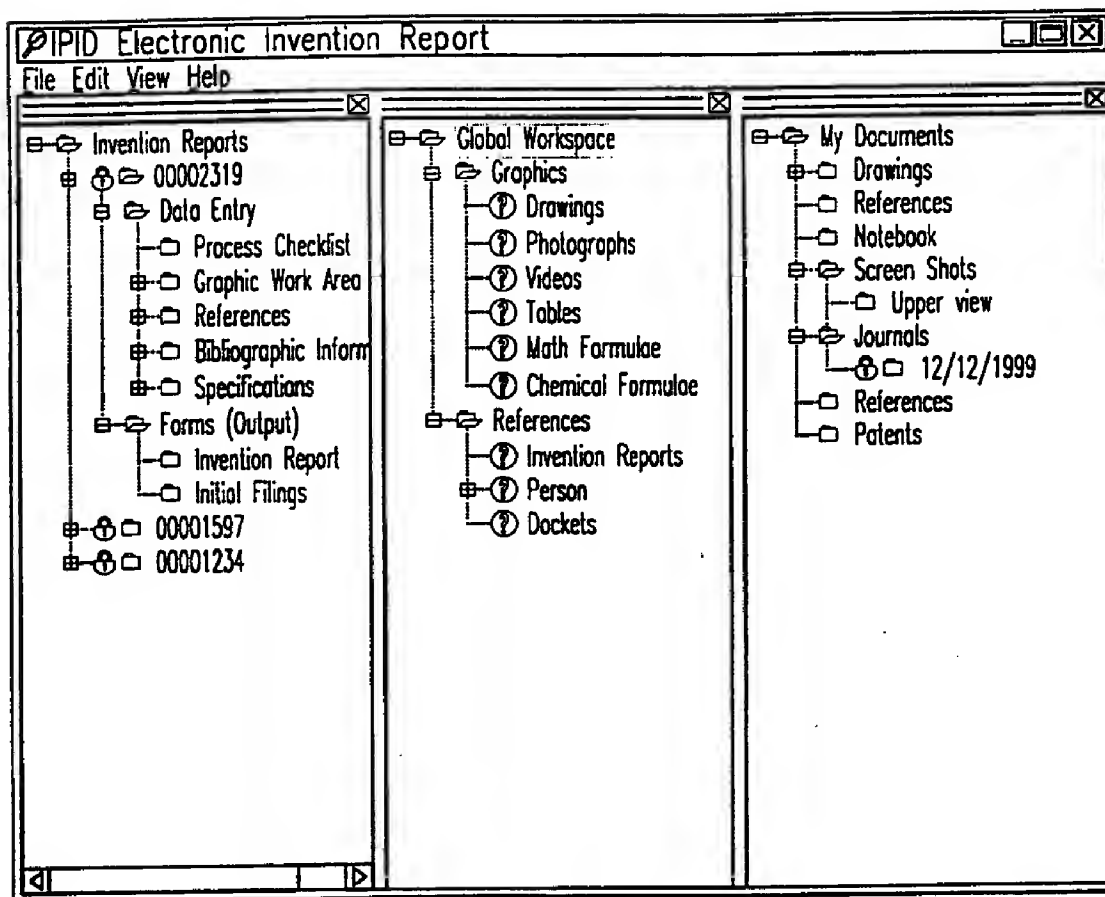 IPID Electronic Invention Report
File Edit View Help
Invention Reports
00002319
Data Entry
Process Checklist
Graphic Work Area
References
Bibliographic Inform
Specifications
Forms (Output)
Invention Report
Initial Filings
00001597
00001234
Global Workspace
Graphics
Drawings
Photographs
Videos
Tables
Math Formulae
Chemical Formulae
References
Invention Reports
Person
Dockets
My Documents
Drawings
References
Notebook
Screen Shots
Upper view
Journals
12/12/1999
References
Patents